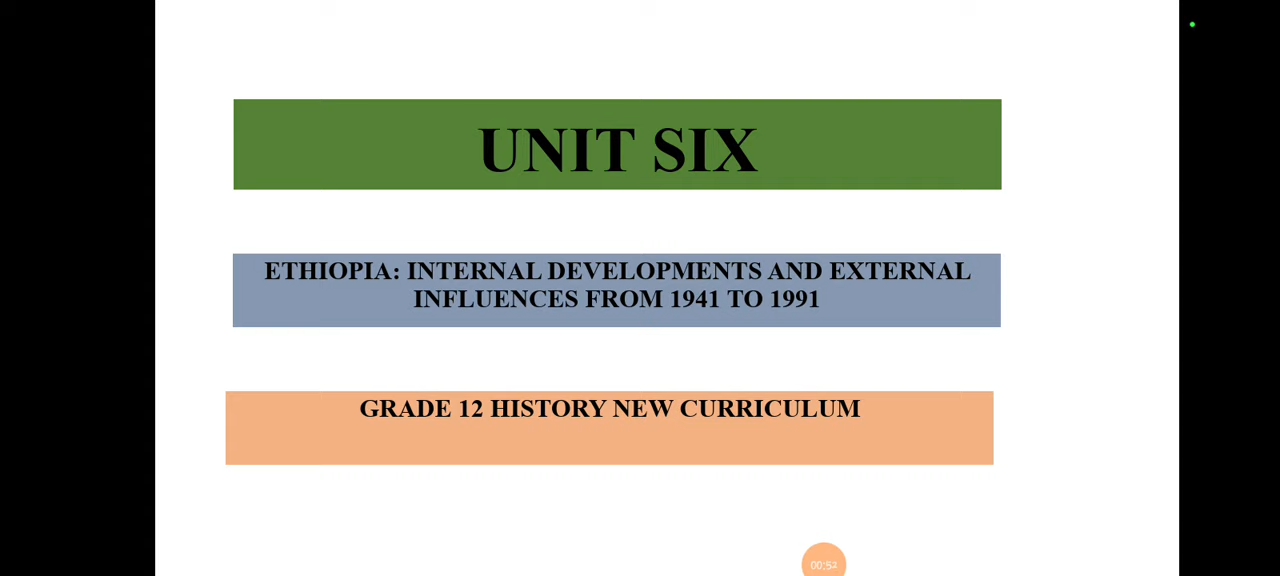 UNIT SIX
ETHIOPIA: INTERNAL DEVELOPMENTS AND EXTERNAL
INFLUENCES FROM 1941 TO 1991
GRADE 12 HISTORY NEW CURRICULUM
00:52